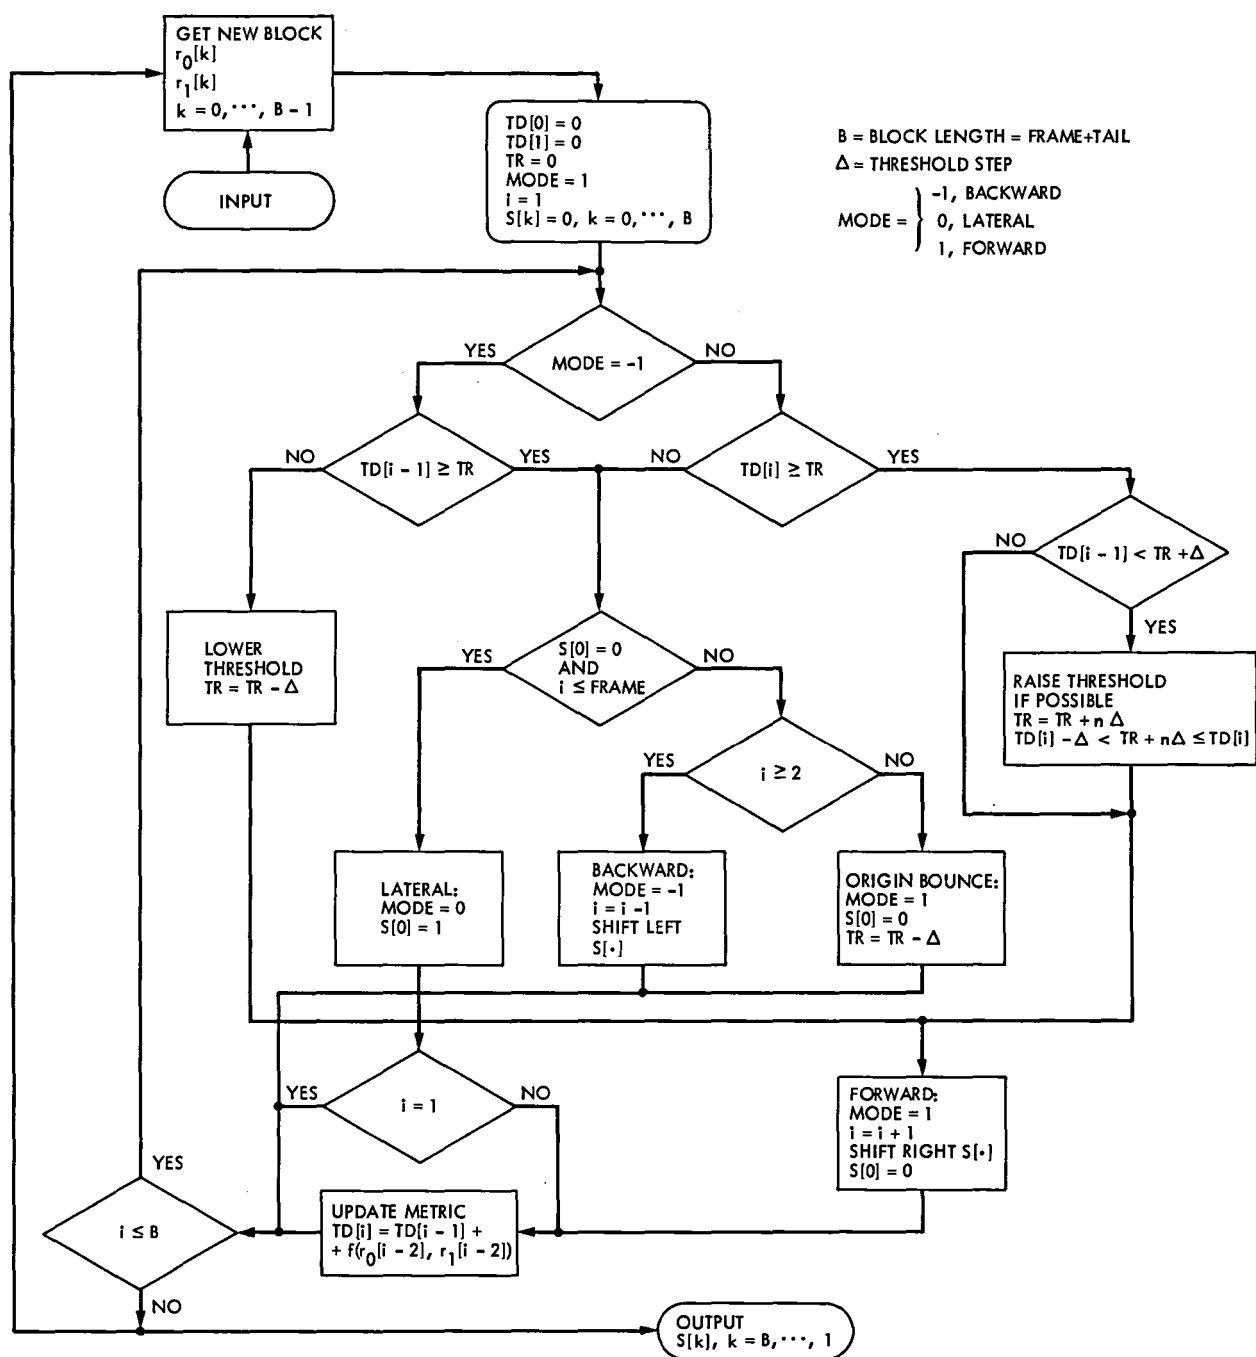 GET NEW BLOCK
r0[k]
r1[k]
k = 0, ···, B - 1
INPUT
TD[0] = 0
TD[1] = 0
TR = 0
MODE = 1
i = 1
S[k] = 0, k = 0, ···, B
B = BLOCK LENGTH = FRAME+TAIL
Δ = THRESHOLD STEP
MODE =
-1, BACKWARD
0, LATERAL
1, FORWARD
YES
MODE = -1
NO
NO
TD[i - 1] ≥ TR
YES
NO
TD[i] ≥ TR
YES
NO
TD[i - 1] < TR + Δ
YES
LOWER
THRESHOLD
TR = TR - Δ
YES
S[0] = 0
AND
i ≤ FRAME
NO
RAISE THRESHOLD
IF POSSIBLE
TR = TR + n Δ
TD[i] - Δ < TR + nΔ ≤ TD[i]
YES
i ≥ 2
NO
LATERAL:
MODE = 0
S[0] = 1
BACKWARD:
MODE = -1
i = i -1
SHIFT LEFT
S[·]
ORIGIN BOUNCE:
MODE = 1
S[0] = 0
TR = TR - Δ
YES
i = 1
NO
FORWARD:
MODE = 1
i = i + 1
SHIFT RIGHT S[·]
S[0] = 0
YES
i ≤ B
NO
UPDATE METRIC
TD[i] = TD[i - 1] +
+ f(r0[i - 2], r1[i - 2])
OUTPUT
S[k], k = B, ···, 1